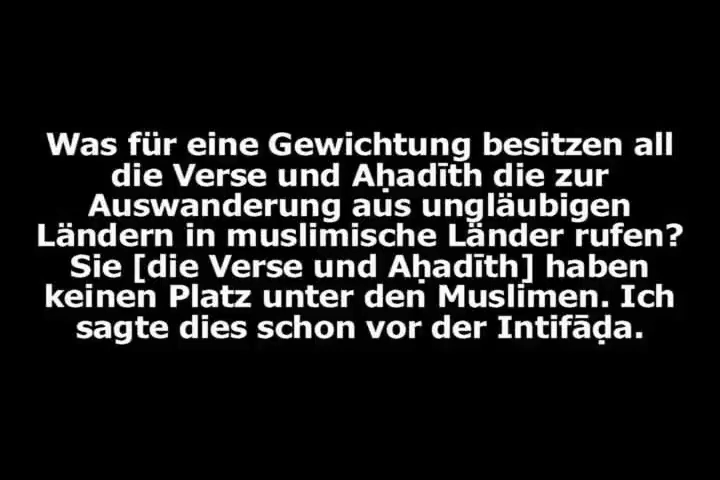 Was für eine Gewichtung besitzen all
die Verse und Aḥadīth die zur
Auswanderung aus ungläubigen
Ländern in muslimische Länder rufen?
Sie [die Verse und Aḥadīth] haben
keinen Platz unter den Muslimen. Ich
sagte dies schon vor der Intifāḍa.